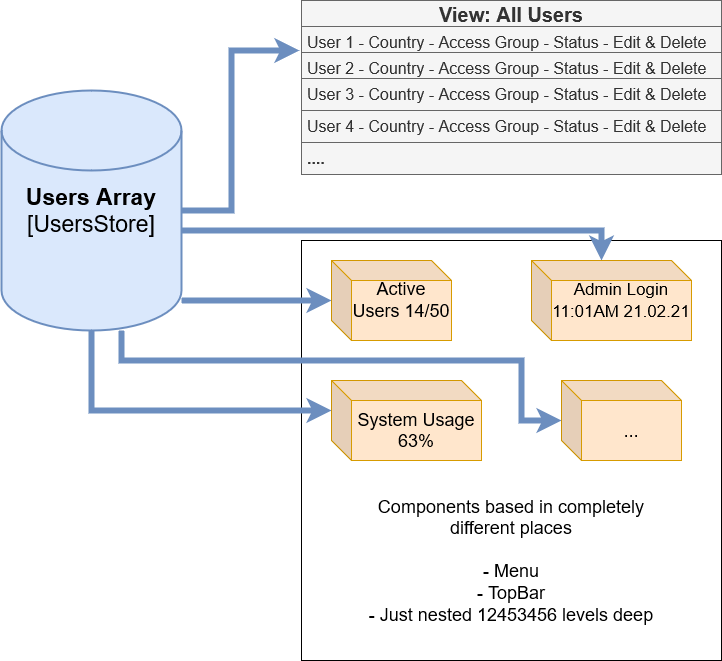 View: All Users
User 1 - Country - Access Group - Status - Edit & Delete
User 2 - Country - Access Group - Status - Edit & Delete
User 3 - Country - Access Group - Status - Edit & Delete
User 4 - Country - Access Group - Status - Edit & Delete
....
Users Array
[UsersStore]
Active
Users 14/50
Admin Login
11:01AM 21.02.21
System Usage
63%
...
Components based in completely
different places
- Menu
- TopBar
- Just nested 12453456 levels deep